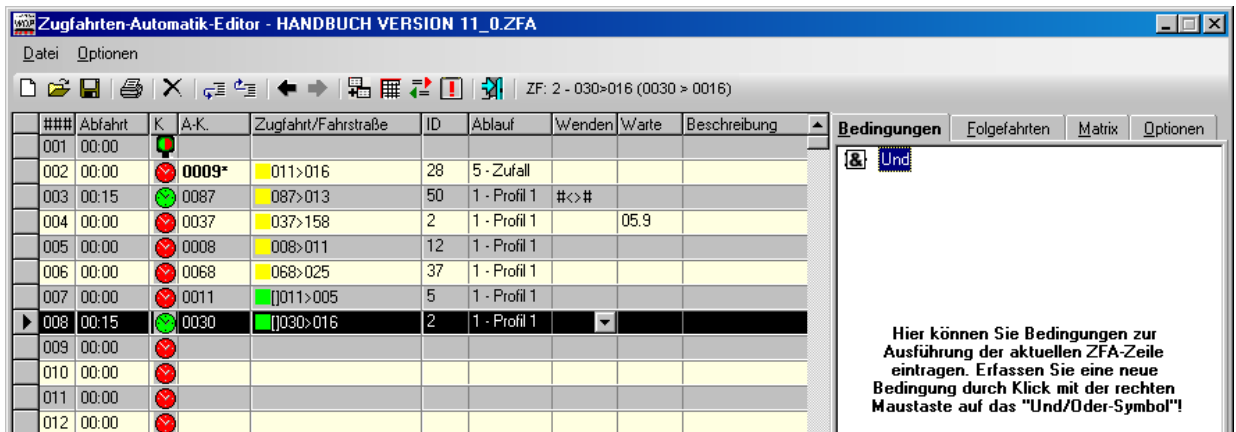 Zugfahrten-Automatik-Editor - HANDBUCH VERSION 11_0.ZFA
Datei Optionen
ZF: 2 - 030>016 (0030 > 0016)
### Abfahrt K A-K. Zugfahrt/Fahrstraße ID Ablauf Wenden Warte Beschreibung
001 00:00
002 00:00 0009* 011>016 28 5 - Zufall
003 00:15 0087 087>013 50 1 - Profil 1 #<>#
004 00:00 0037 037>158 2 1 - Profil 1 05.9
005 00:00 0008 008>011 12 1 - Profil 1
006 00:00 0068 068>025 37 1 - Profil 1
007 00:00 0011 []011>005 5 1 - Profil 1
008 00:15 0030 []030>016 2 1 - Profil 1
009 00:00
010 00:00
011 00:00
012 00:00
Bedingungen Folgefahrten Matrix Optionen
& Und
Hier können Sie Bedingungen zur
Ausführung der aktuellen ZFA-Zeile
eintragen. Erfassen Sie eine neue
Bedingung durch Klick mit der rechten
Maustaste auf das "Und/Oder-Symbol"!